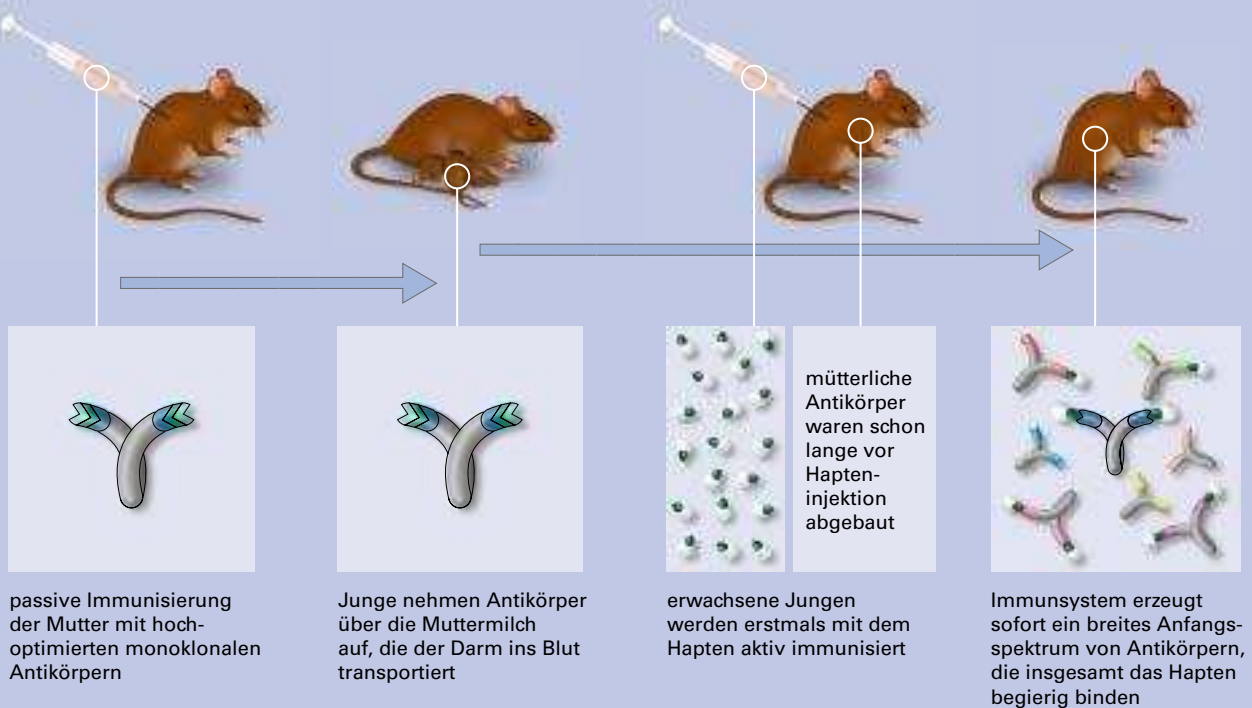 mütterliche
Antikörper
waren schon
lange vor
Hapten-
injektion
abgebaut
passive Immunisierung
der Mutter mit hoch-
optimierten monoklonalen
Antikörpern
Junge nehmen Antikörper
über die Muttermilch
auf, die der Darm ins Blut
transportiert
erwachsene Jungen
werden erstmals mit dem
Hapten aktiv immunisiert
Immunsystem erzeugt
sofort ein breites Anfangs-
spektrum von Antikörpern,
die insgesamt das Hapten
begierig binden